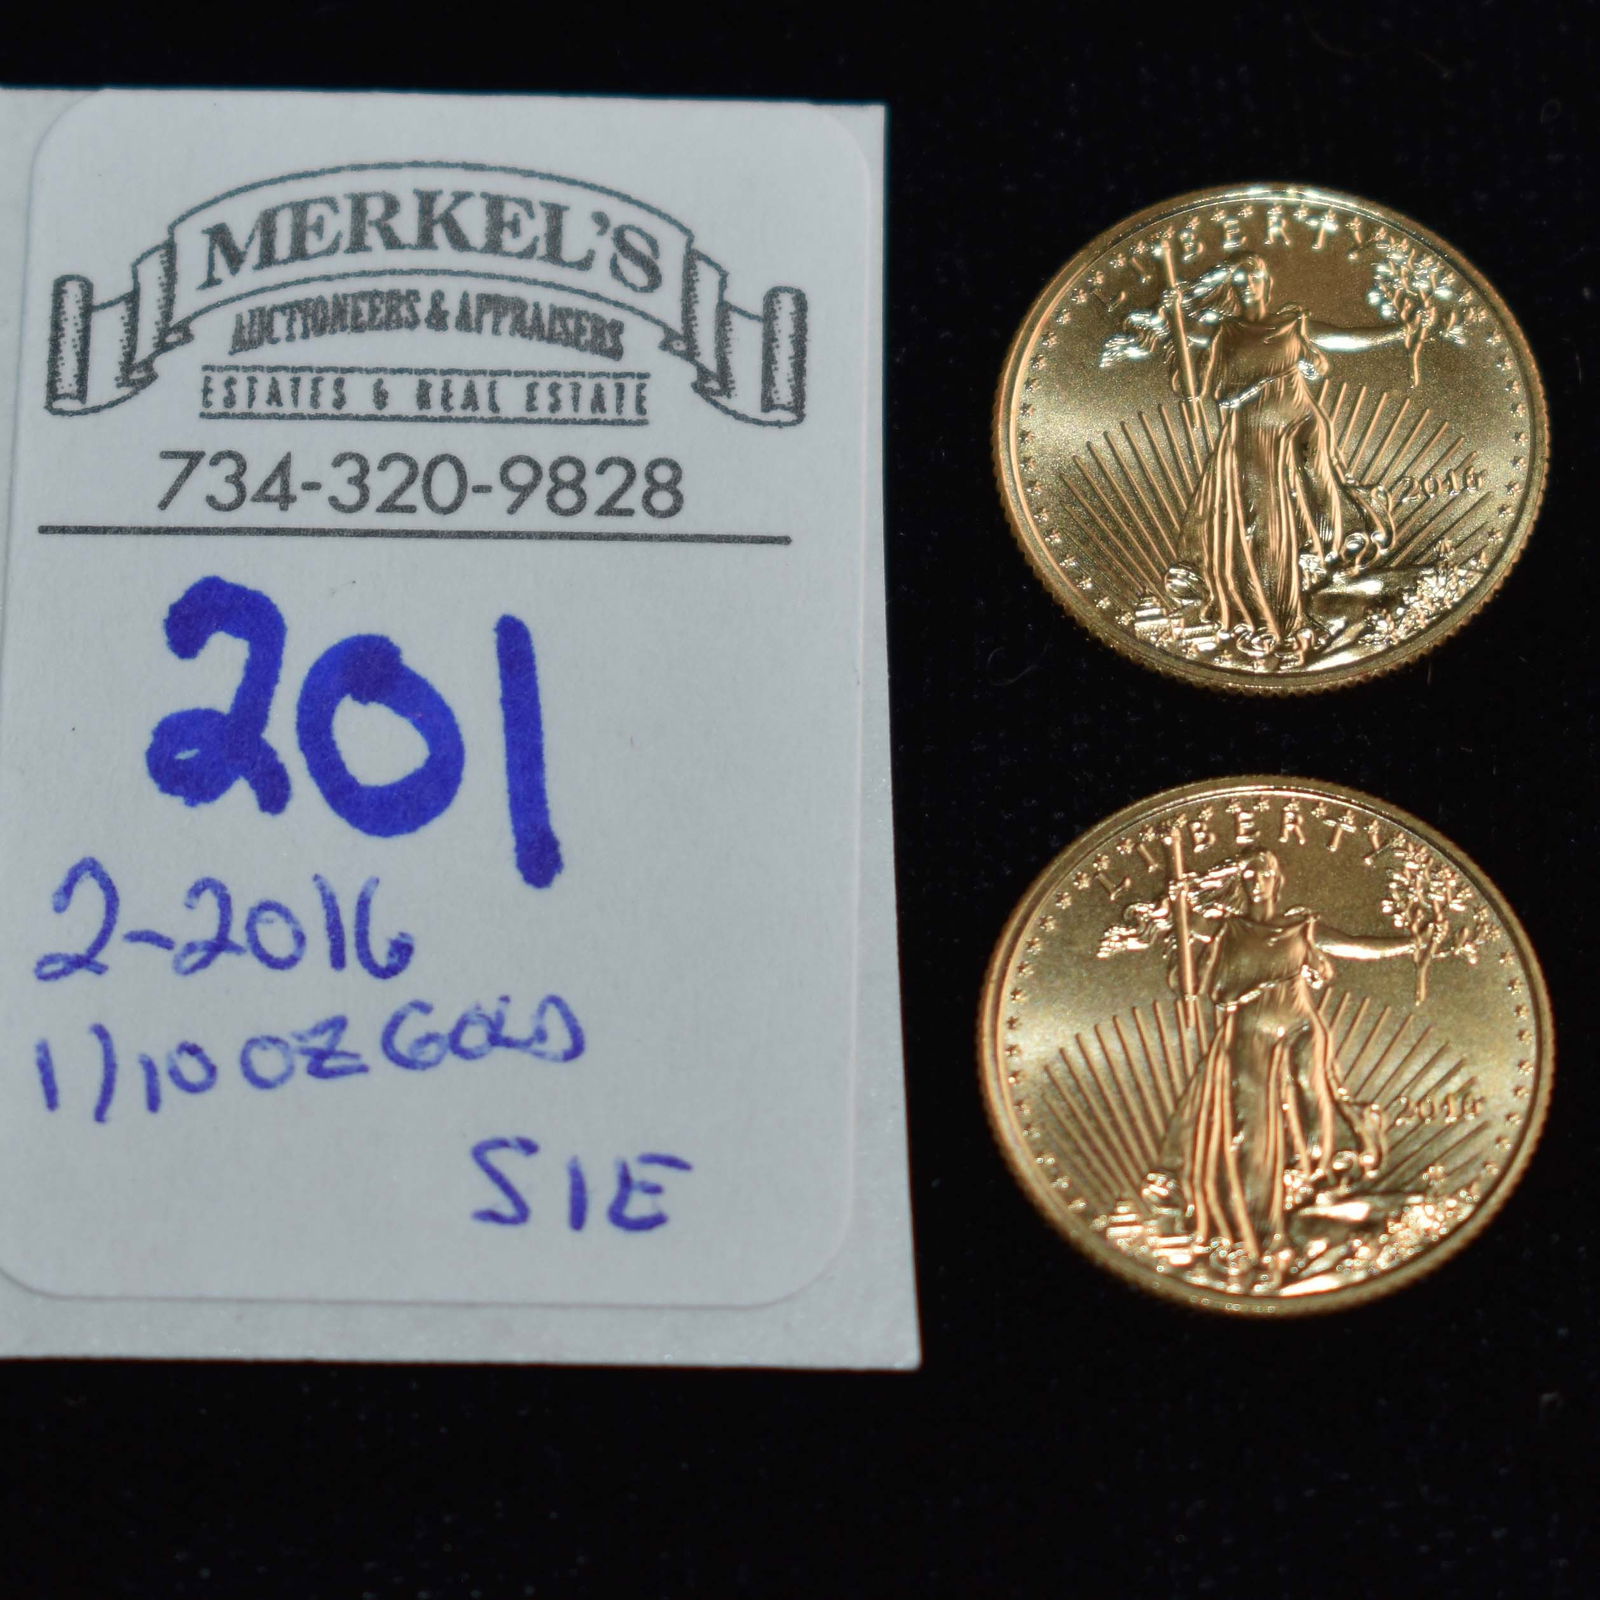 MERKEL'S
AUCTIONEERS & APPRAISERS
ESTATES & REAL ESTATE
734-320-9828
201
2-2016
1/10 OZ GOLD
SIE
LIBERTY
2016
LIBERTY
2016